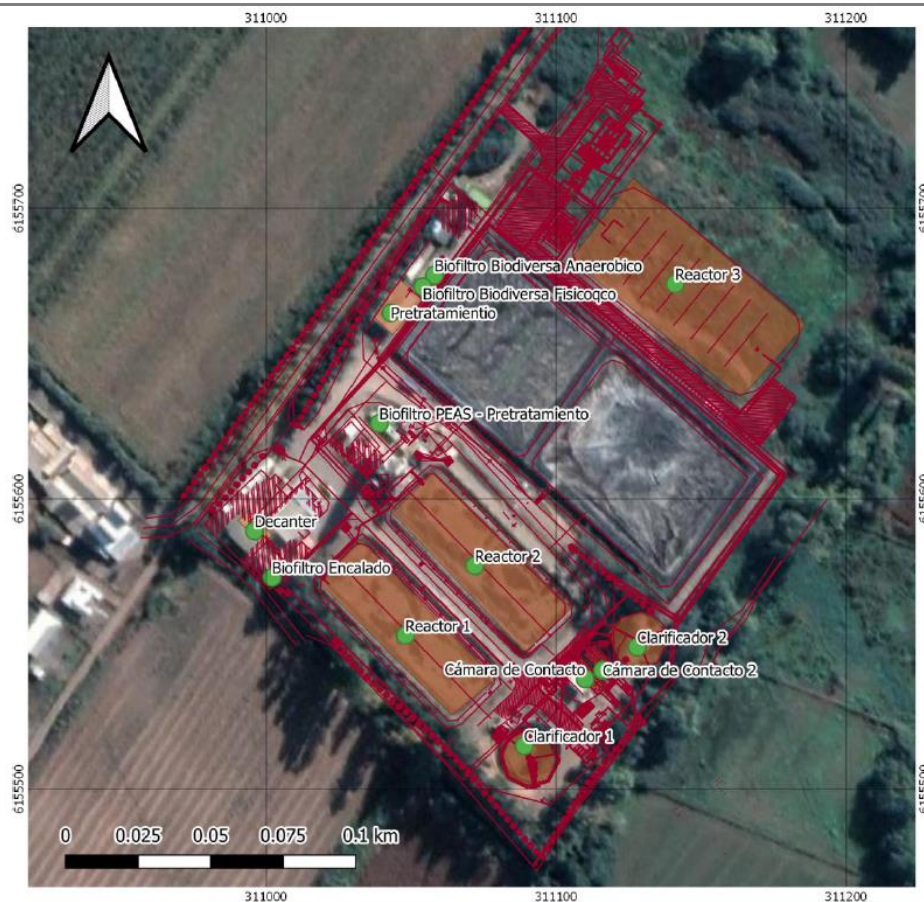 311000
311100
311200
6155700
6155700
Biofiltro Biodiversa Anaerobico
Reactor 3
Biofiltro Biodiversa Fisicoqco
Pretratamientio
Biofiltro PEAS - Pretratamiento
6155600
6155600
Decanter
Reactor 2
Biofiltro Encalado
Reactor 1
Clarificador 2
Cámara de Contacto
Cámara de Contacto 2
Clarificador 1
6155500
6155500
0 0.025 0.05 0.075 0.1 km
311000
311100
311200